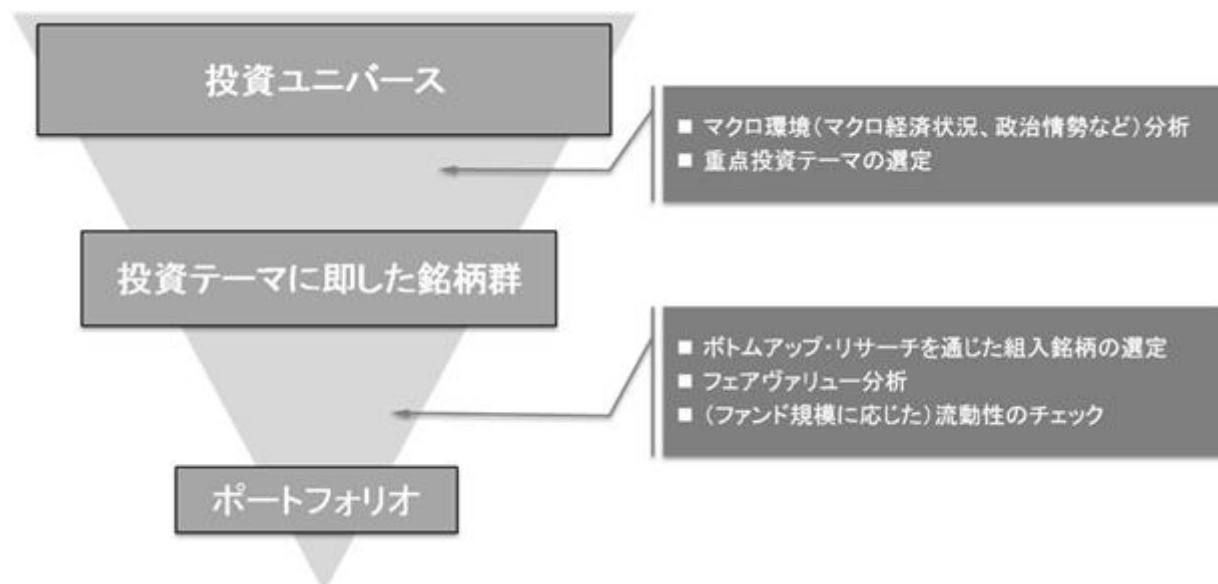 投資ユニバース
■ マクロ環境(マクロ経済状況、政治情勢など)分析
■ 重点投資テーマの選定
投資テーマに即した銘柄群
■ ボトムアップ・リサーチを通じた組入銘柄の選定
■ フェアヴァリュー分析
■ (ファンド規模に応じた)流動性のチェック
ポートフォリオ